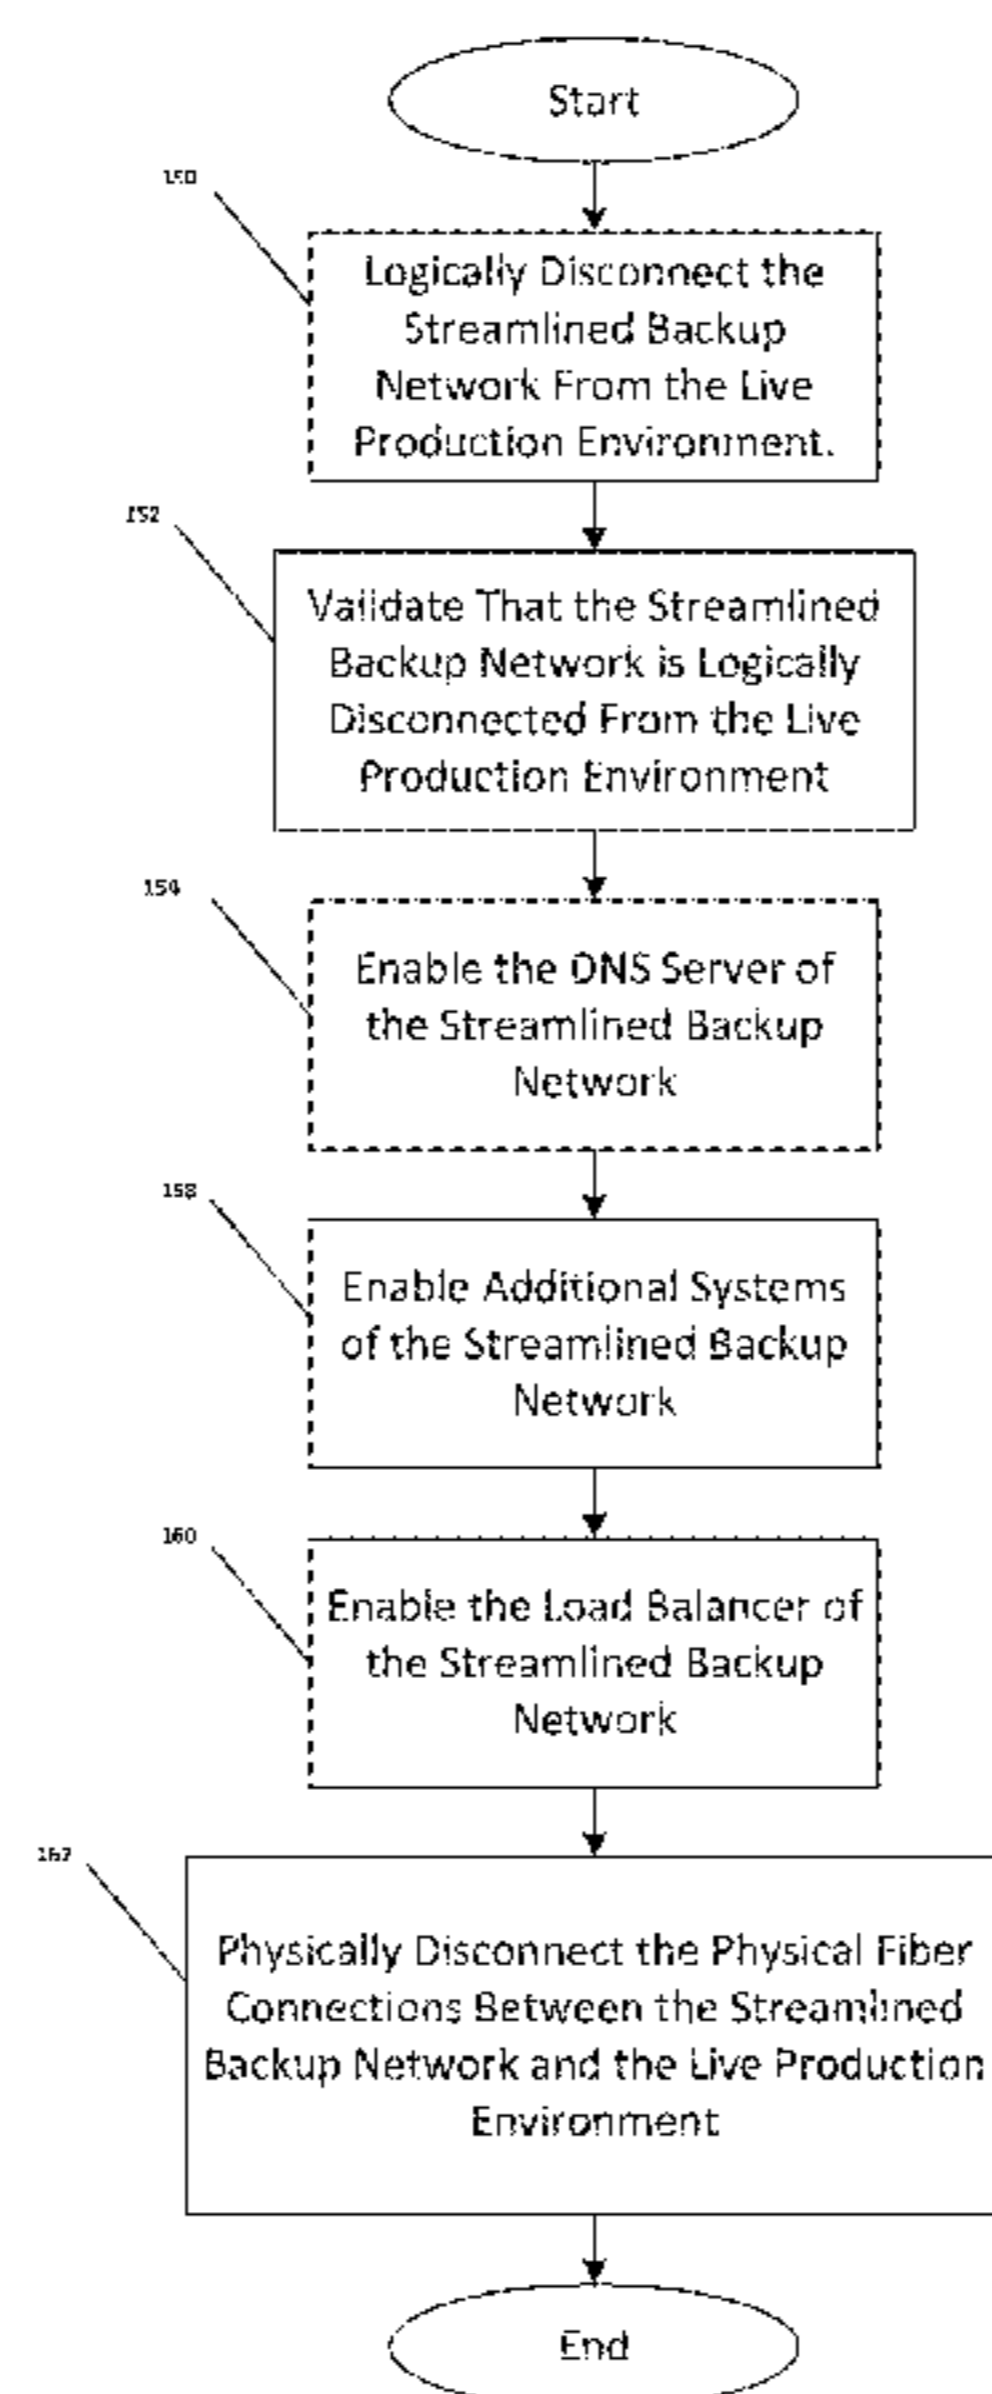 Start
150
Logically Disconnect the
Streamlined Backup
Network From the Live
Production Environment.
152
Validate That the Streamlined
Backup Network is Logically
Disconnected From the Live
Production Environment
154
Enable the DNS Server of
the Streamlined Backup
Network
158
Enable Additional Systems
of the Streamlined Backup
Network
160
Enable the Load Balancer of
the Streamlined Backup
Network
162
Physically Disconnect the Physical Fiber
Connections Between the Streamlined
Backup Network and the Live Production
Environment
End